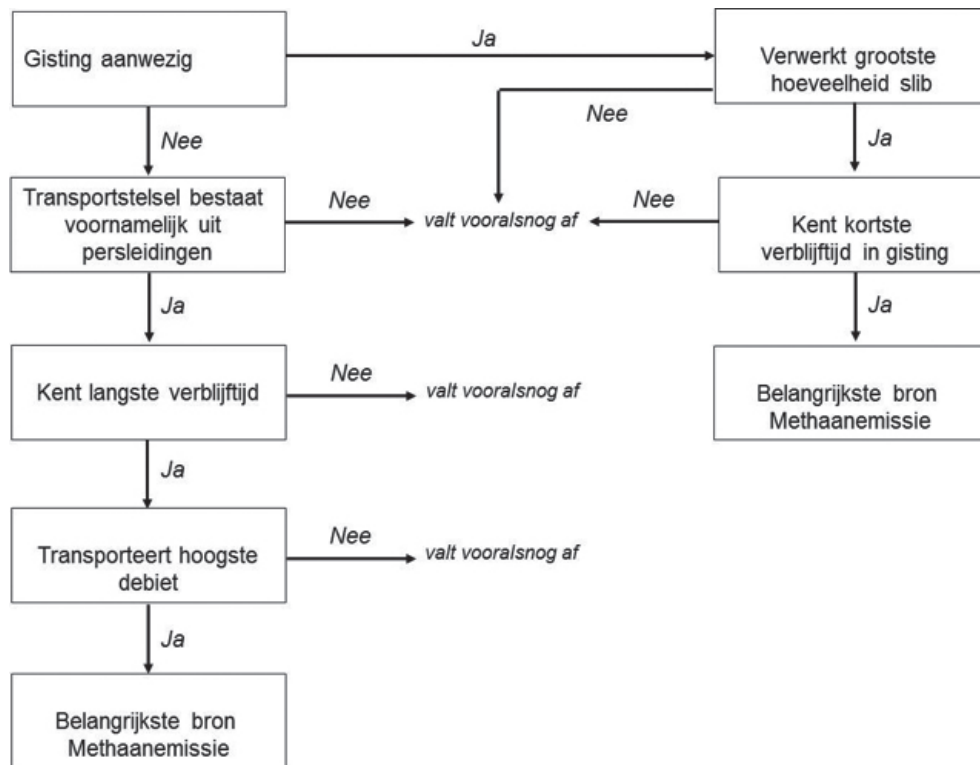 Gisting aanwezig
Ja
Verwerkt grootste
hoeveelheid slib
Nee
Nee
Ja
Transportstelsel bestaat
voornamelijk uit
persleidingen
Nee
valt vooralsnog af
Nee
Kent kortste
verblijftijd in gisting
Ja
Ja
Kent langste verblijftijd
Nee
valt vooralsnog af
Belangrijkste bron
Methaanemissie
Ja
Transporteert hoogste
debiet
Nee
valt vooralsnog af
Ja
Belangrijkste bron
Methaanemissie